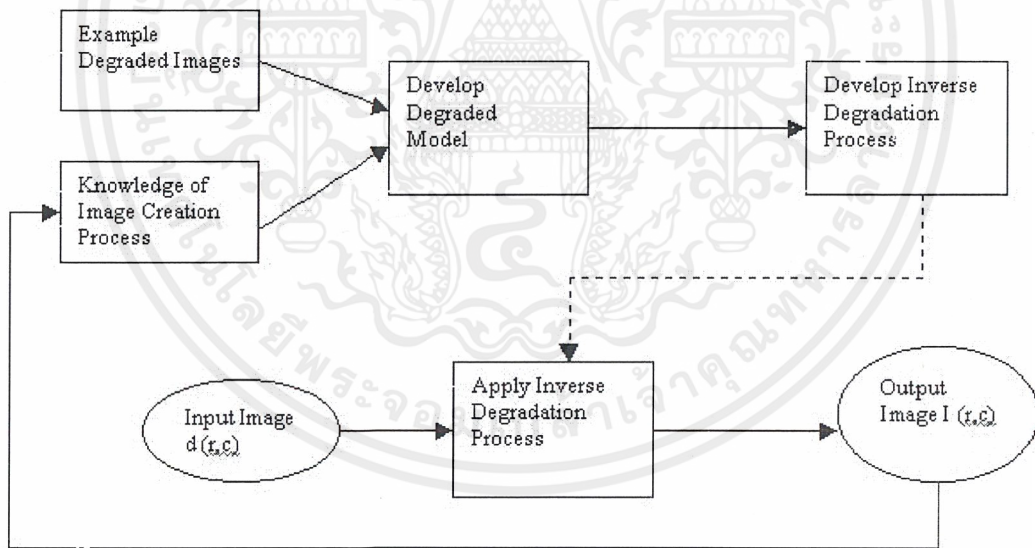 Example
Degraded Images
Develop
Degraded
Model
Develop Inverse
Degradation
Process
Knowledge of
Image Creation
Process
Input Image
d(r,c)
Apply Inverse
Degradation
Process
Output
Image I (r,c)